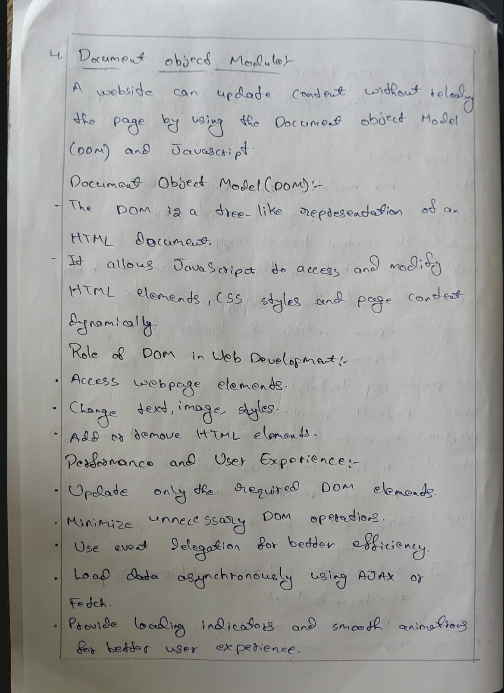 4. Document object Module:-
A webside can update content without reloading
the page by using the Document object Model
(DOM) and Javascript.
Document Object Model (DOM):-
- The DOM is a tree-like representation of an
HTML document.
- It allows JavaScript to access and modify
HTML elements, CSS styles and page content
dynamically.
Role of DOM in Web Development:-
• Access webpage elements.
• Change text, image, styles.
• Add or remove HTML elements.
Performance and User Experience:-
• Update only the required DOM elements.
• Minimize unnecessary DOM operations.
• Use event delegation for better efficiency.
• Load data asynchronously using AJAX or
Fetch.
• Provide loading indicators and smooth animations
for better user experience.